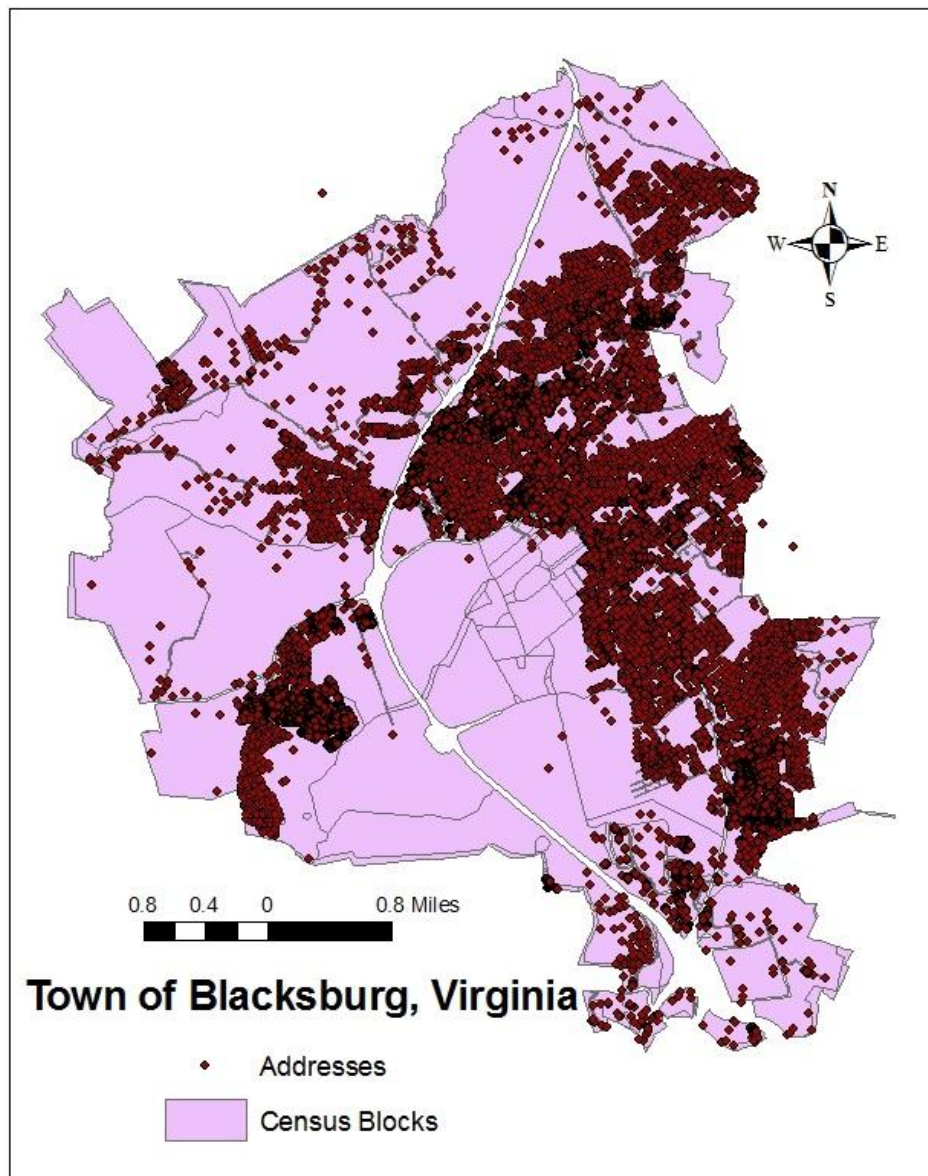 N
W E
S
0.8 0.4 0 0.8 Miles
Town of Blacksburg, Virginia
Addresses
Census Blocks